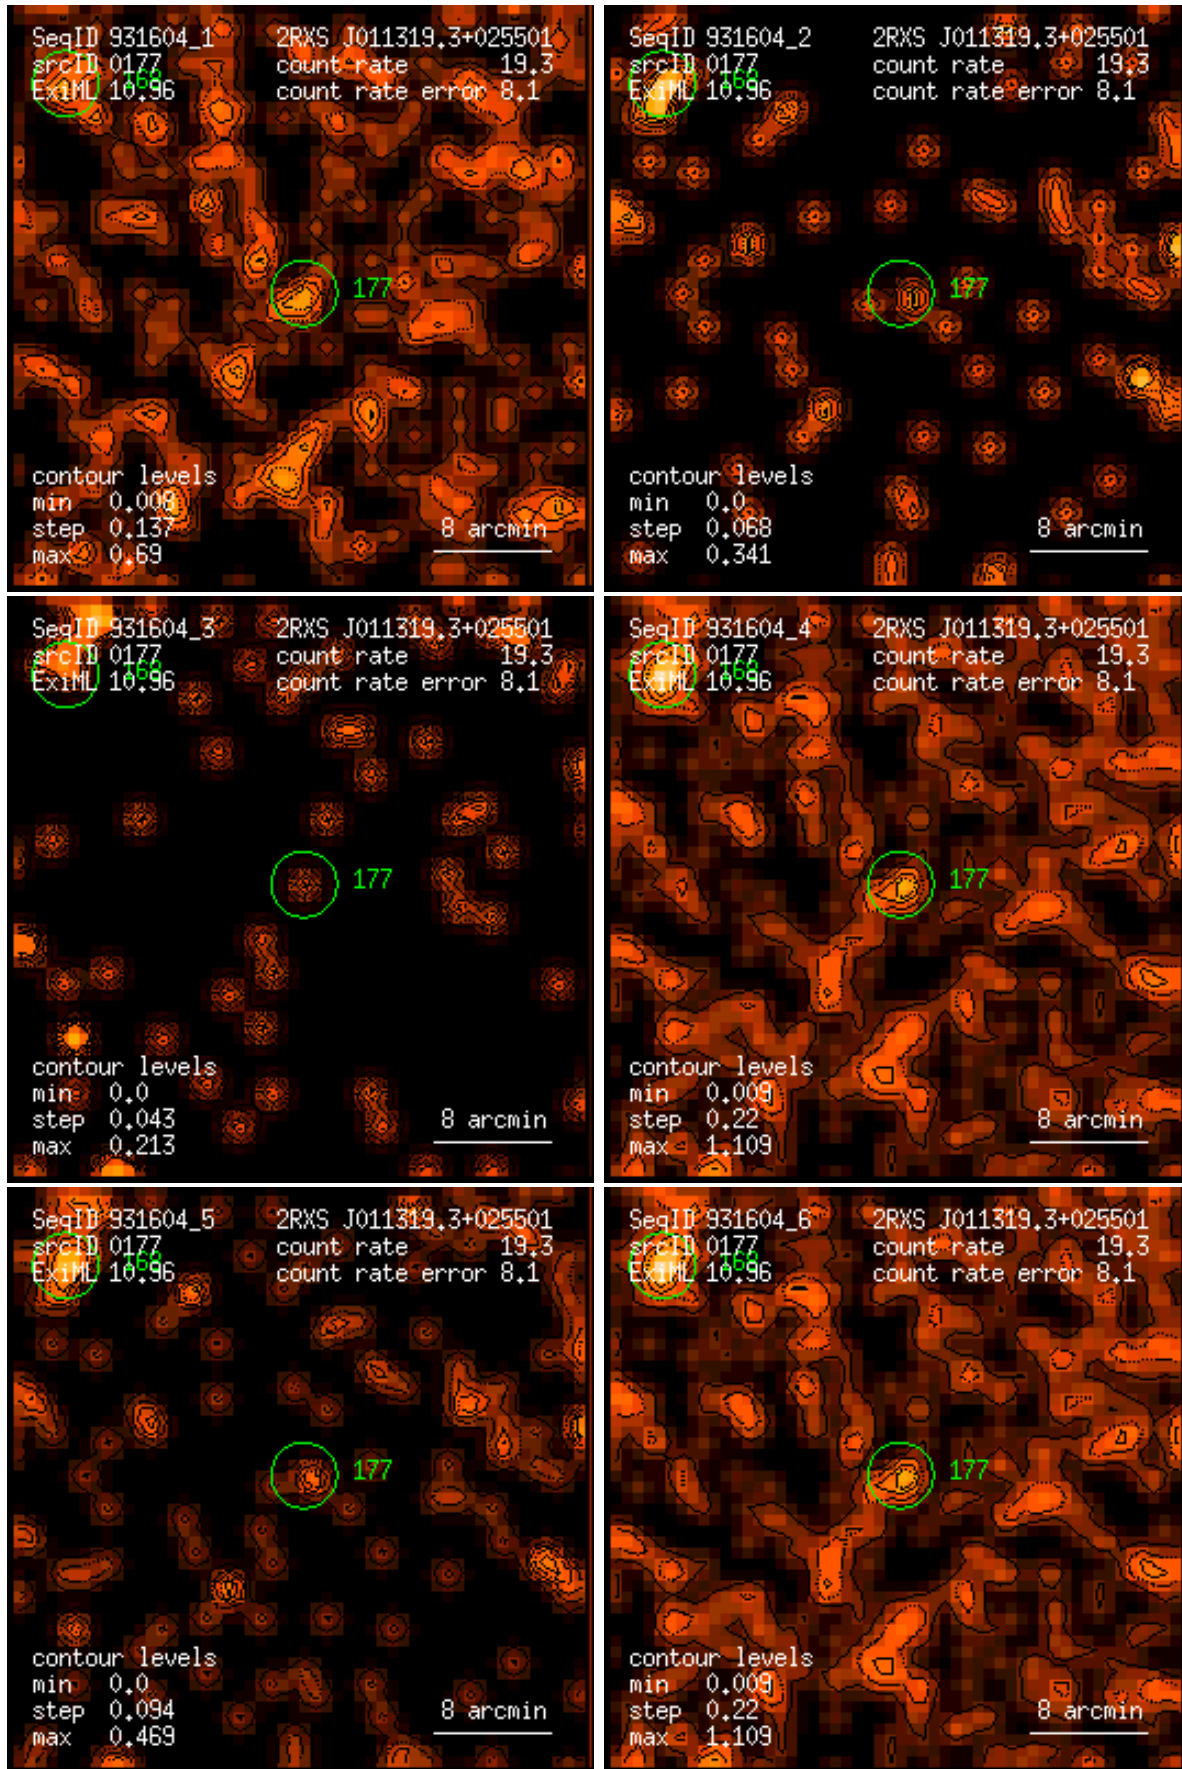 SeqID 931604_1 2RXS J011319.3+025501
srcID 0177 count rate 19.3
168
ExiML 10.96 count rate error 8.1
177
contour levels
min 0.008
step 0.137
max 0.69
8 arcmin
SeqID 931604_2 2RXS J011319.3+025501
srcID 0177 count rate 19.3
168
ExiML 10.96 count rate error 8.1
177
contour levels
min 0.0
step 0.068
max 0.341
8 arcmin
SeqID 931604_3 2RXS J011319.3+025501
srcID 0177 count rate 19.3
168
ExiML 10.96 count rate error 8.1
177
contour levels
min 0.0
step 0.043
max 0.213
8 arcmin
SeqID 931604_4 2RXS J011319.3+025501
srcID 0177 count rate 19.3
168
ExiML 10.96 count rate error 8.1
177
contour levels
min 0.009
step 0.22
max 1.109
8 arcmin
SeqID 931604_5 2RXS J011319.3+025501
srcID 0177 count rate 19.3
168
ExiML 10.96 count rate error 8.1
177
contour levels
min 0.0
step 0.094
max 0.469
8 arcmin
SeqID 931604_6 2RXS J011319.3+025501
srcID 0177 count rate 19.3
168
ExiML 10.96 count rate error 8.1
177
contour levels
min 0.009
step 0.22
max 1.109
8 arcmin